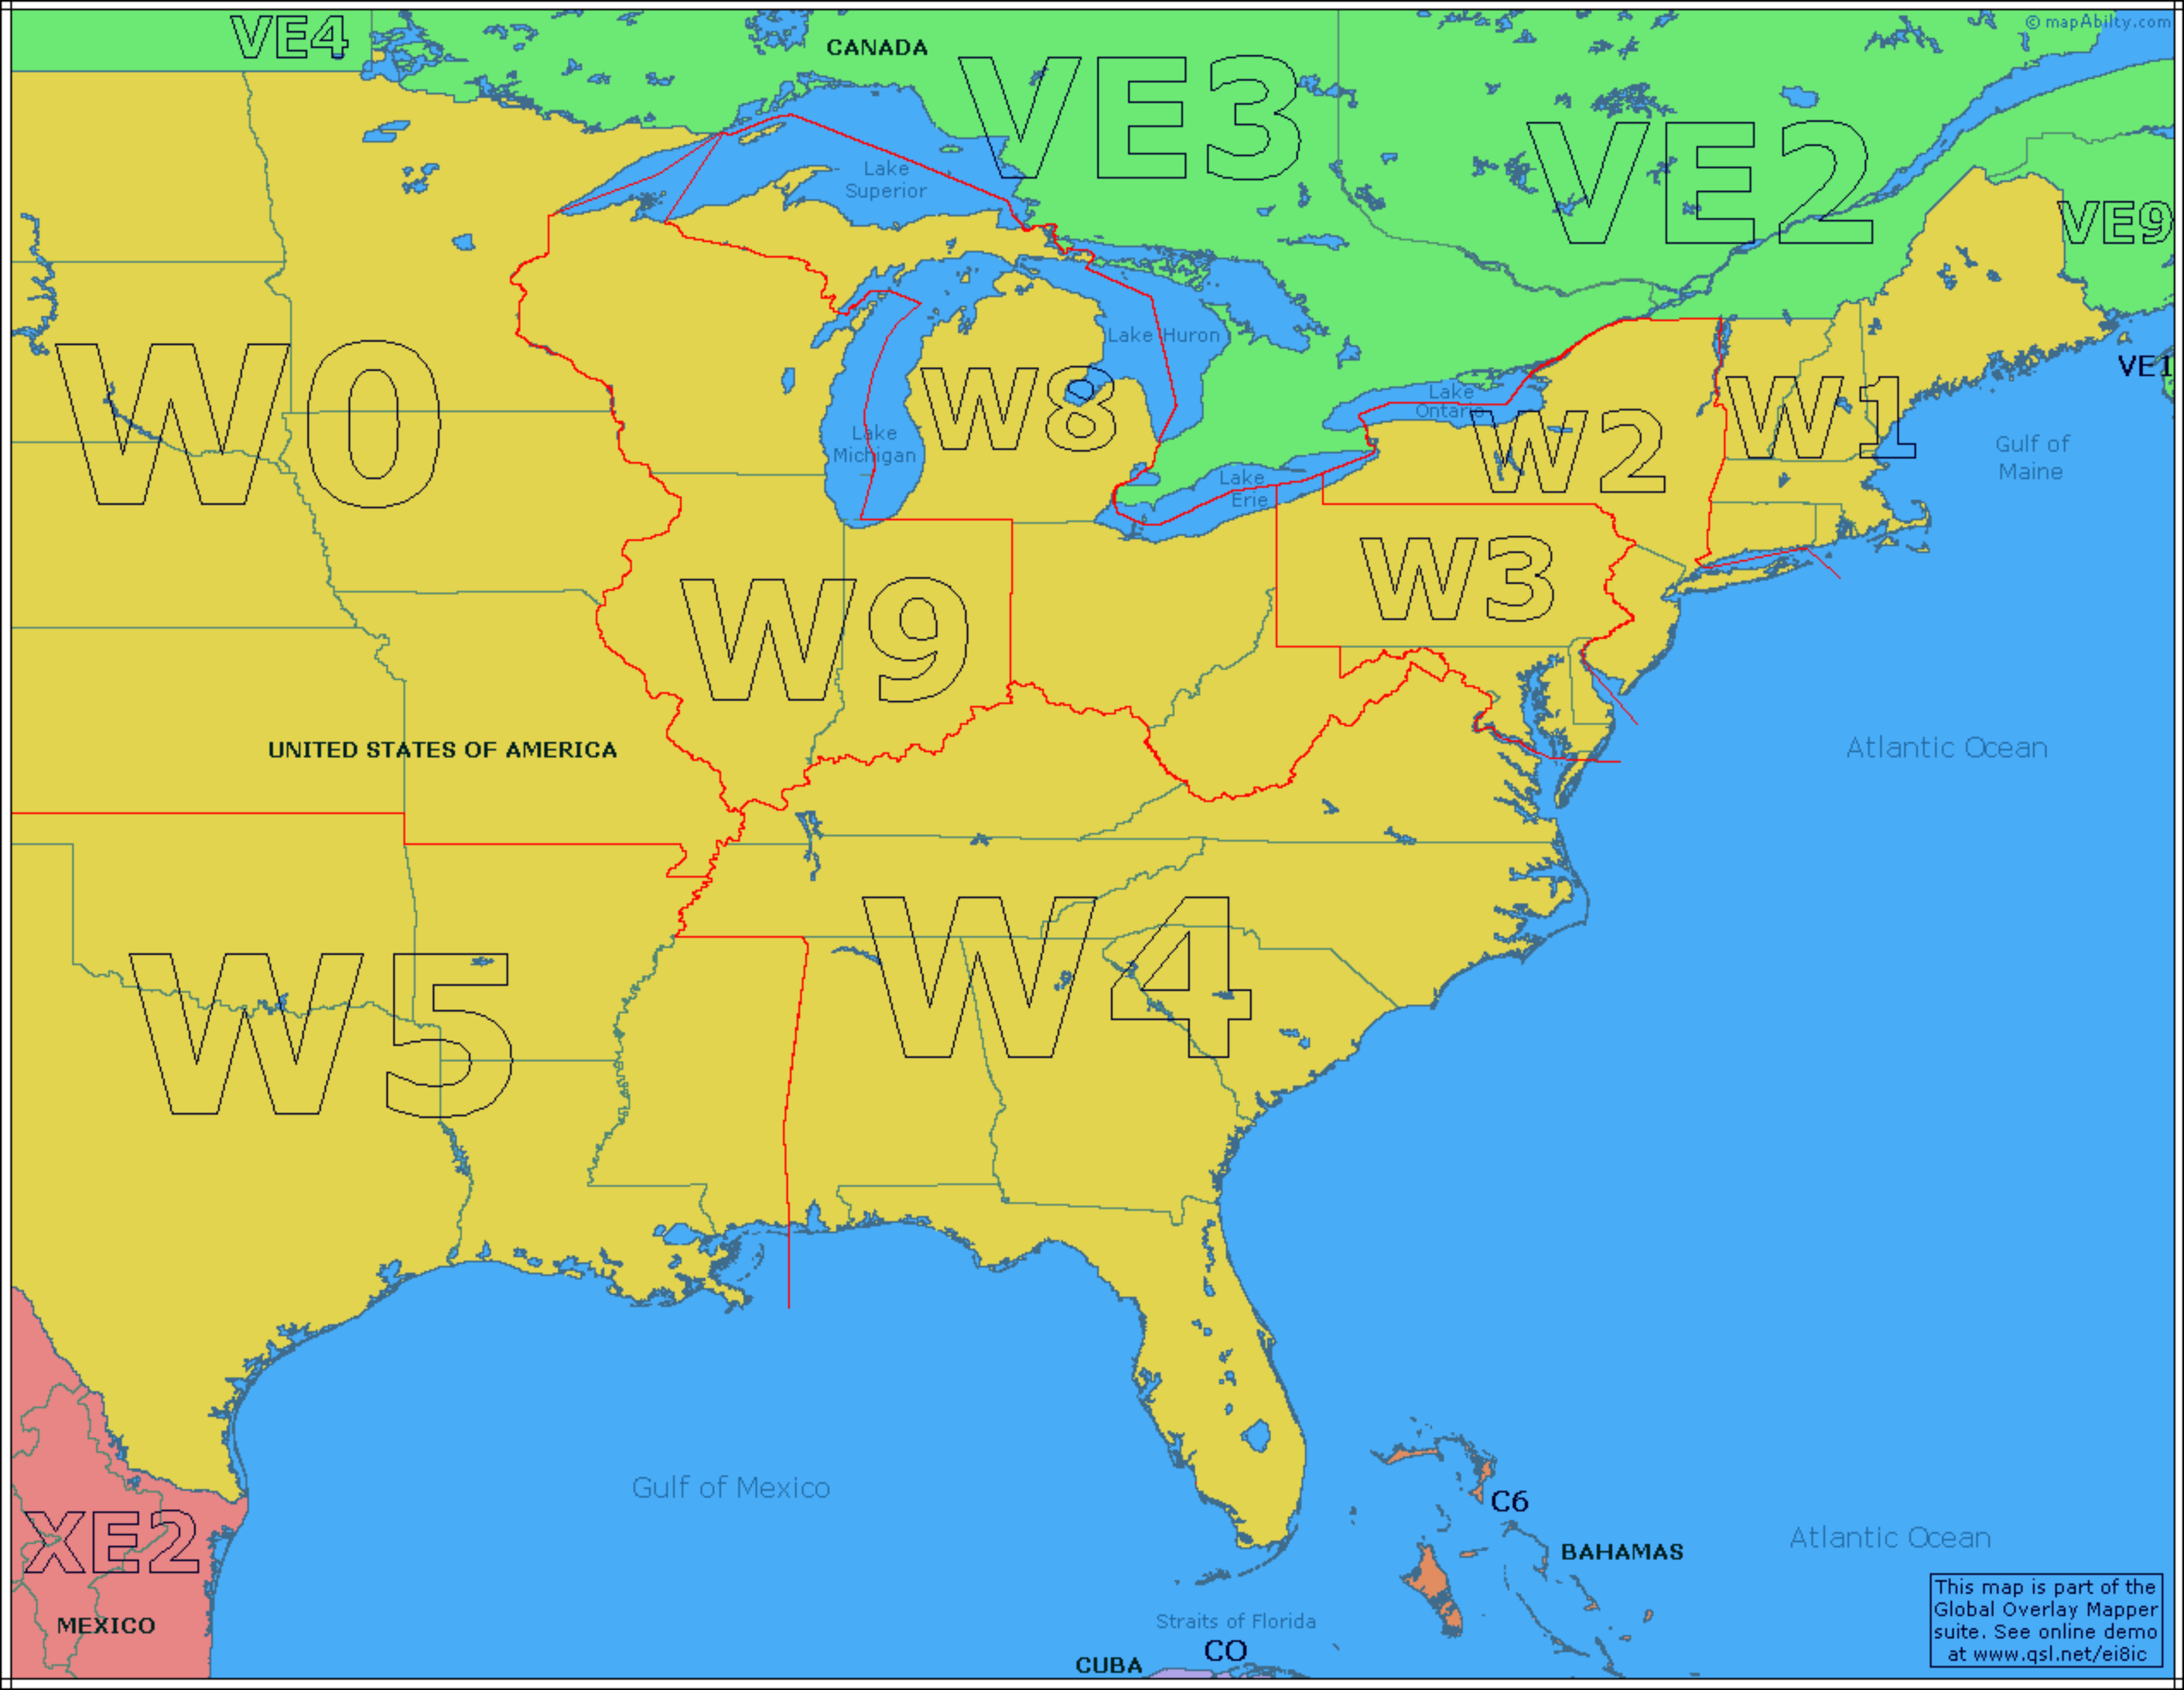 VE4
© mapAbilty.com
CANADA
VE3
VE2
Lake
Superior
VE9
Lake Huron
VE1
W0
W8
Lake
Ontario
W1
W2
Lake
Michigan
Gulf of
Maine
Lake
Erie
W3
W9
UNITED STATES OF AMERICA
Atlantic Ocean
W4
W5
Gulf of Mexico
C6
XE2
BAHAMAS
Atlantic Ocean
MEXICO
Straits of Florida
CO
CUBA
This map is part of the
Global Overlay Mapper
suite. See online demo
at www.qsl.net/ei8ic